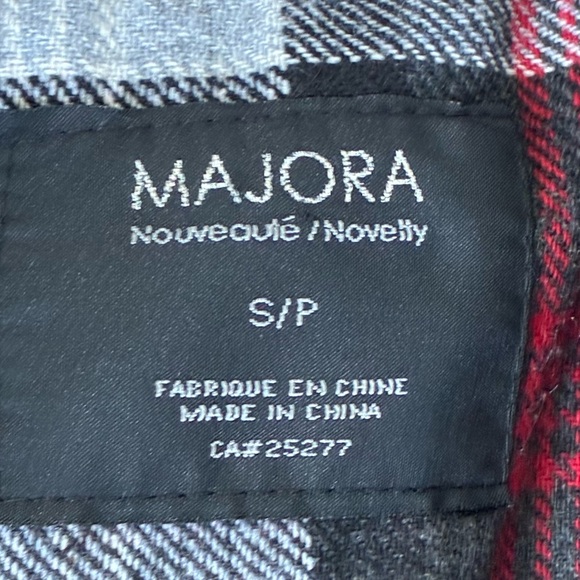 MAJORA
Nouveauté / Novelty
S/P
FABRIQUE EN CHINE
MADE IN CHINA
CA#25277